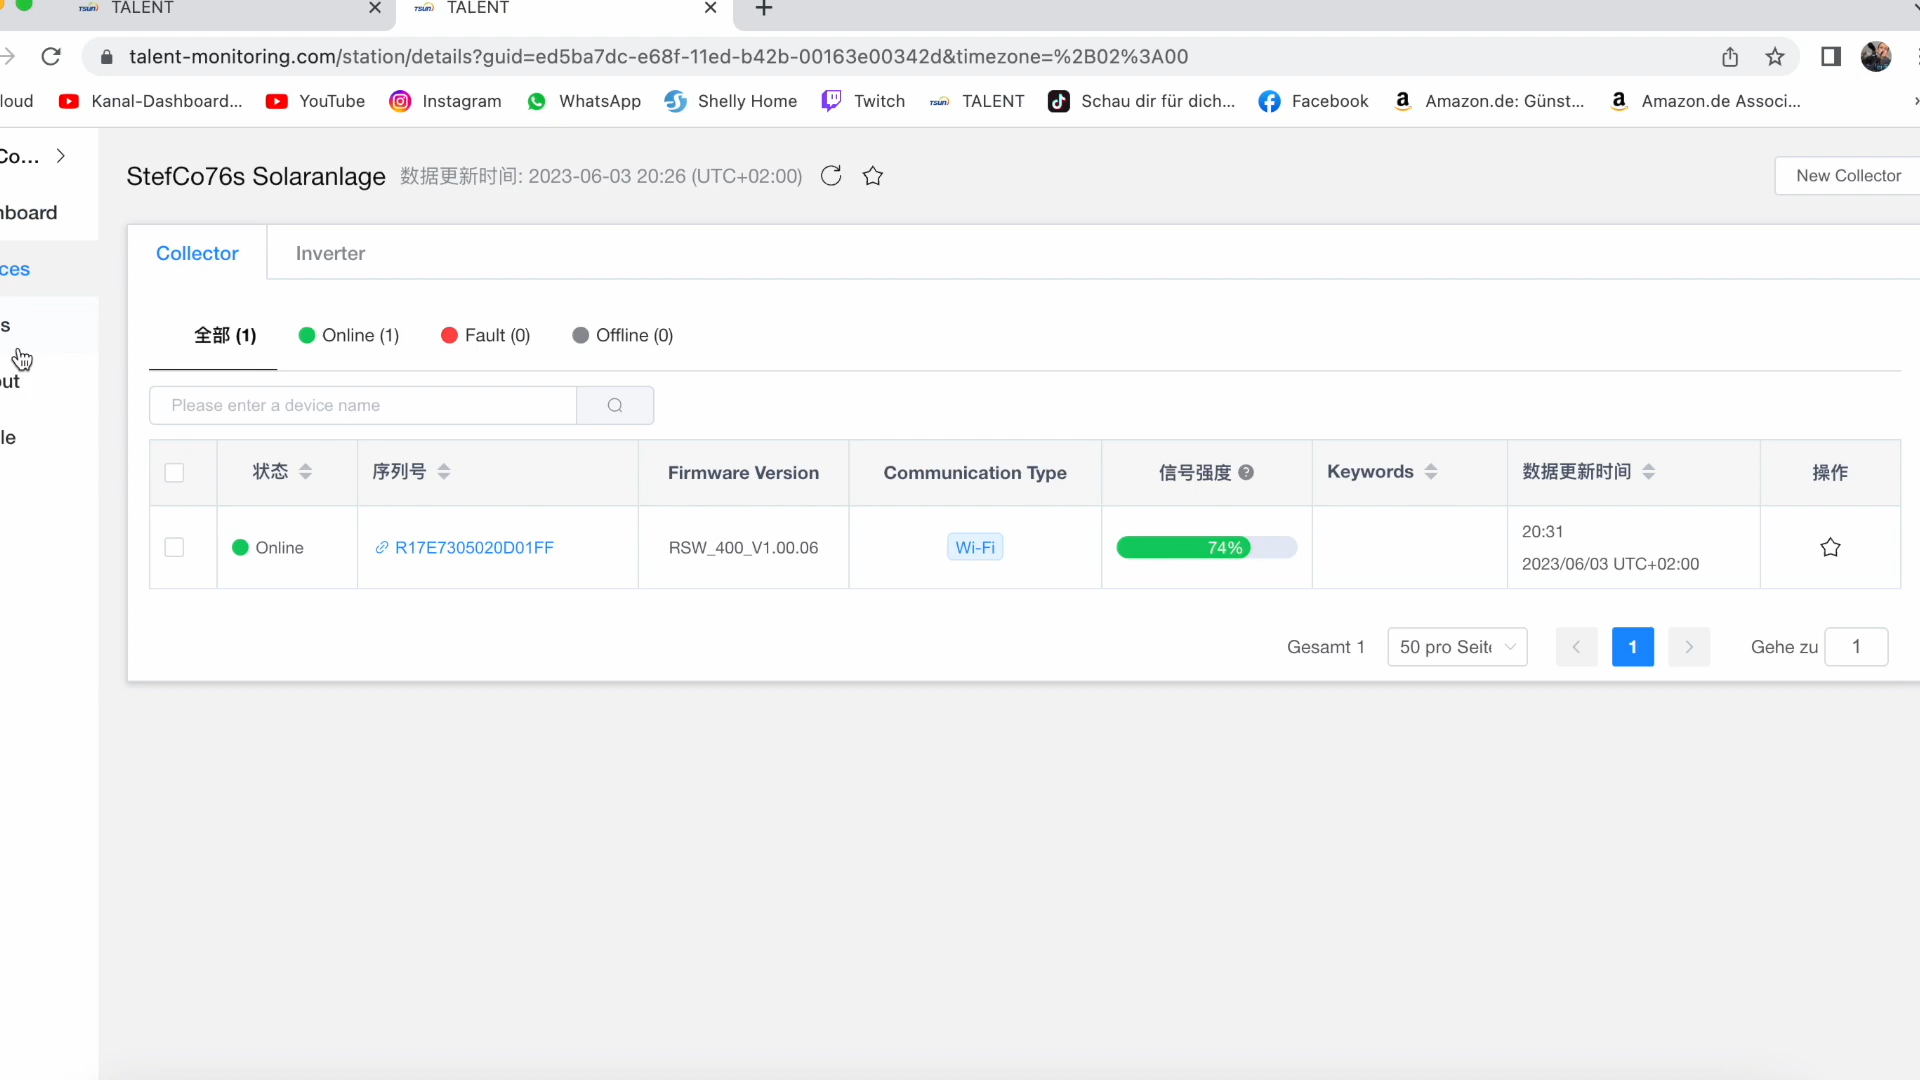 TSUN TALENT
TSUN TALENT
talent-monitoring.com/station/details?guid=ed5ba7dc-e68f-11ed-b42b-00163e00342d&timezone=%2B02%3A00
loud Kanal-Dashboard... YouTube Instagram WhatsApp Shelly Home Twitch TSUN TALENT Schau dir für dich... Facebook Amazon.de: Günst... Amazon.de Associ...
Co...
StefCo76s Solaranlage 数据更新时间: 2023-06-03 20:26 (UTC+02:00)
New Collector
nboard
Collector Inverter
ces
s
全部 (1) Online (1) Fault (0) Offline (0)
out
Please enter a device name
le
状态 序列号 Firmware Version Communication Type 信号强度 Keywords 数据更新时间 操作
Online R17E7305020D01FF RSW_400_V1.00.06 Wi-Fi 74% 20:31
2023/06/03 UTC+02:00
Gesamt 1 50 pro Seite 1 Gehe zu 1